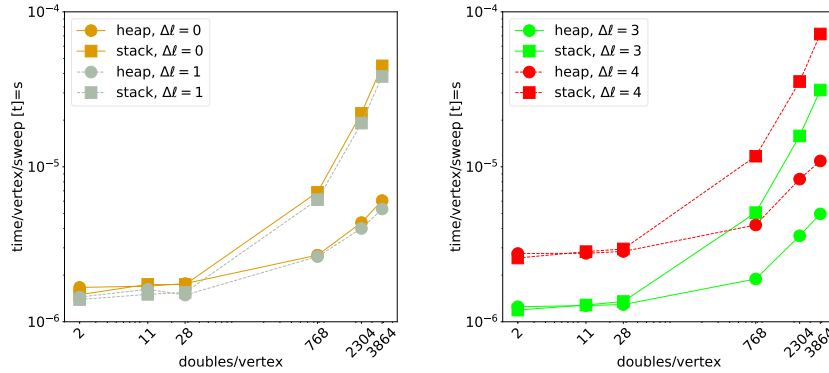 heap, Δℓ = 0
stack, Δℓ = 0
heap, Δℓ = 1
stack, Δℓ = 1
time/vertex/sweep [t]=s
10⁻⁴
10⁻⁵
10⁻⁶
2
11
28
768
2304
3864
doubles/vertex
heap, Δℓ = 3
stack, Δℓ = 3
heap, Δℓ = 4
stack, Δℓ = 4
time/vertex/sweep [t]=s
10⁻⁴
10⁻⁵
10⁻⁶
2
11
28
768
2304
3864
doubles/vertex